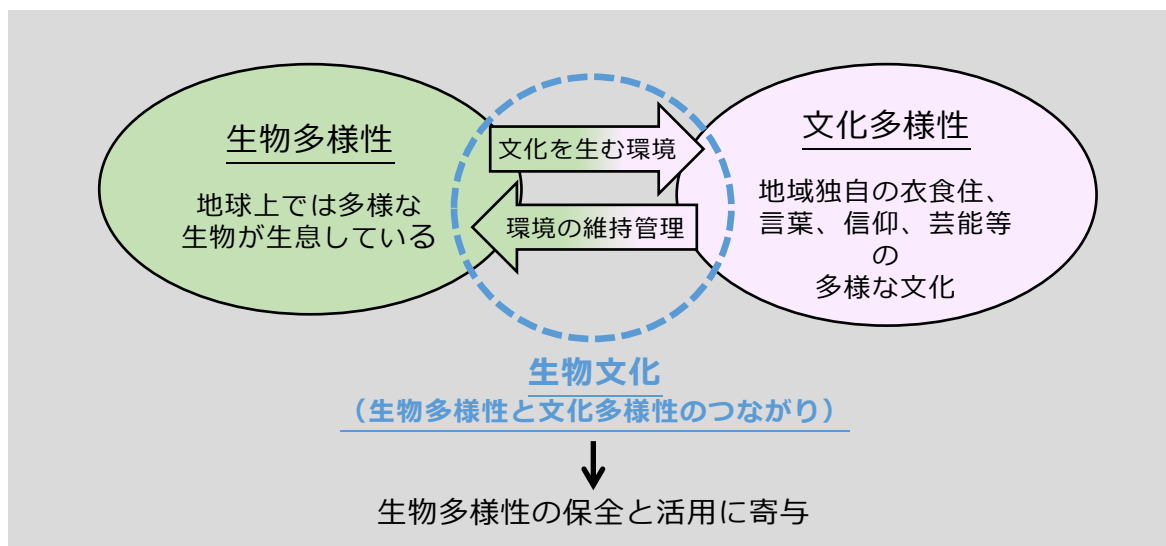 生物多様性
地球上では多様な
生物が生息している
文化を生む環境
環境の維持管理
文化多様性
地域独自の衣食住、
言葉、信仰、芸能等
の
多様な文化
生物文化
（生物多様性と文化多様性のつながり）
生物多様性の保全と活用に寄与